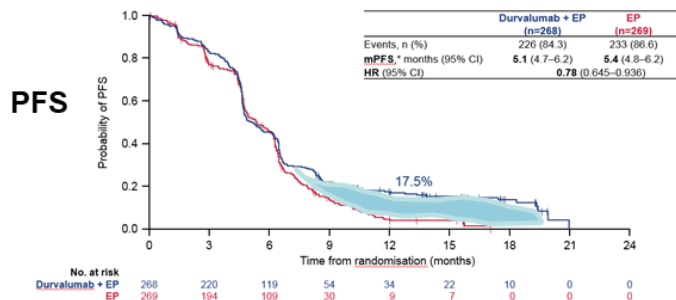 PFS
Durvalumab + EP EP
(n=268) (n=269)
Events, n (%) 226 (84.3) 233 (86.6)
mPFS,* months (95% CI) 5.1 (4.7–6.2) 5.4 (4.8–6.2)
HR (95% CI) 0.78 (0.645–0.936)
Probability of PFS
1.0
0.8
0.6
0.4
0.2
0.0
17.5%
0 3 6 9 12 15 18 21 24
Time from randomisation (months)
No. at risk
Durvalumab + EP 268 220 119 54 34 22 10 0 0
EP 269 194 109 30 9 7 0 0 0